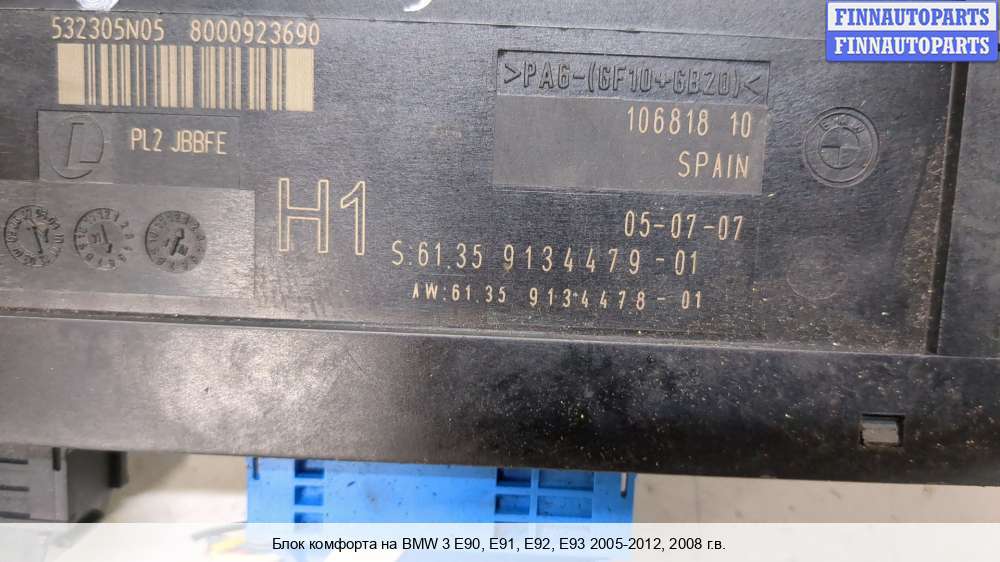 532305N05 8000923690
FINNAUTOPARTS
FINNAUTOPARTS
>PA6-(GF10+GB20)<
PL2 JBBFE
106818 10
SPAIN
BMW
H1
05-07-07
S:61.35 9134479-01
AW:61.35 9134478-01
Блок комфорта на BMW 3 E90, E91, E92, E93 2005-2012, 2008 г.в.